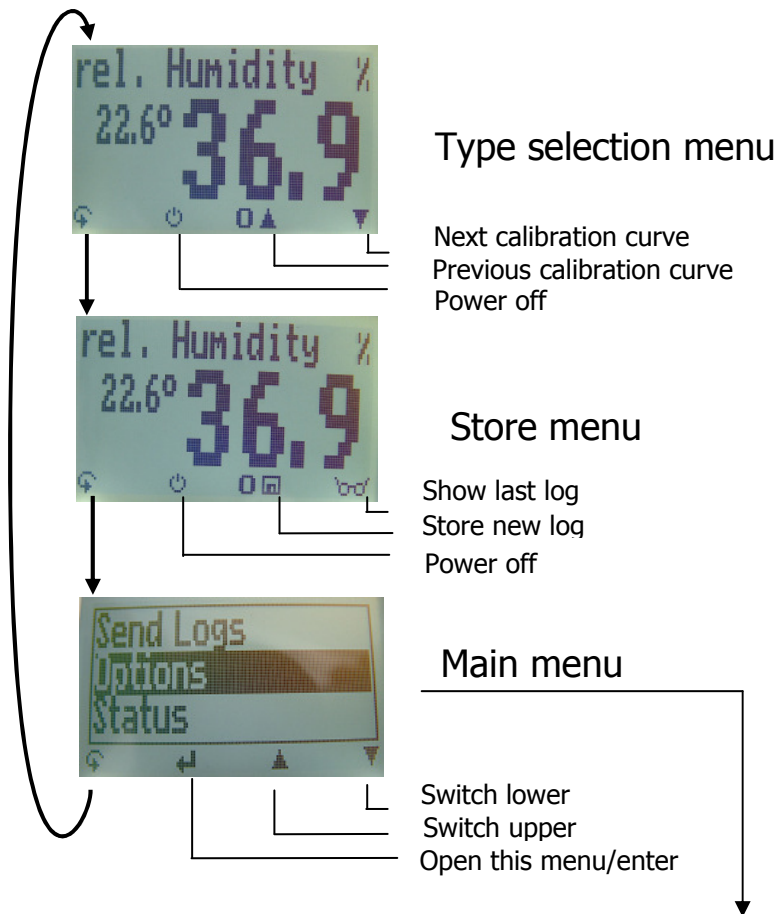 rel. Humidity %
22.6° 36.9
0
Type selection menu
Next calibration curve
Previous calibration curve
Power off
rel. Humidity %
22.6° 36.9
0
Store menu
Show last log
Store new log
Power off
Send Logs
Options
Status
Main menu
Switch lower
Switch upper
Open this menu/enter